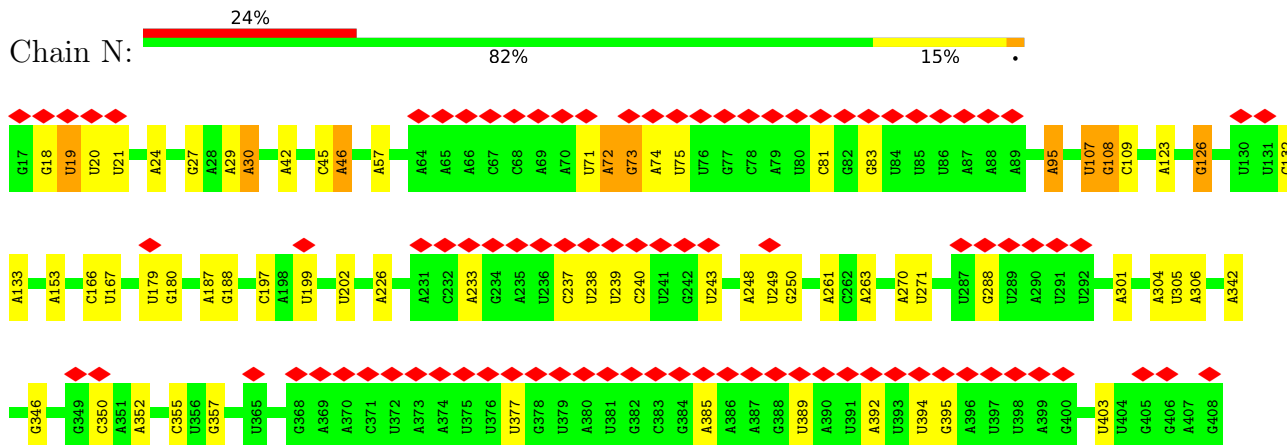 24%
Chain N:
82% 15% •
G17 G18 U19 U20 U21 A24 G27 A28 A29 A30 A42 C45 A46 A57 A64 A65 A66 C67 C68 A69 A70 U71 A72 G73 A74 U75 U76 G77 C78 A79 U80 C81 G82 G83 U84 U85 U86 A87 A88 A89 A95 U107 G108 C109 A123 G126 U130 U131
A133 A153 C166 U167 U179 G180 A187 G188 C197 A198 U199 U202 A226 A231 C232 A233 G234 A235 U236 C237 U238 U239 C240 U241 G242 U243 A248 U249 G250 A261 C262 A263 A270 U271 U287 G288 U289 A290 U291 U292 A301 A304 U305 A306 A342
G346 G349 C350 A351 A352 C355 U356 G357 U365 G368 A369 A370 C371 U372 A373 A374 U375 U376 U377 G378 U379 A380 U381 G382 C383 G384 A385 A386 A387 G388 U389 A390 U391 A392 U393 U394 G395 A396 U397 U398 A399 G400 U403 U404 G405 G406 A407 G408